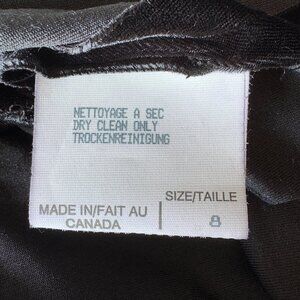 NETTOYAGE A SEC
DRY CLEAN ONLY
TROCKENREINIGUNG
SIZE/TAILLE
MADE IN/FAIT AU
CANADA
8